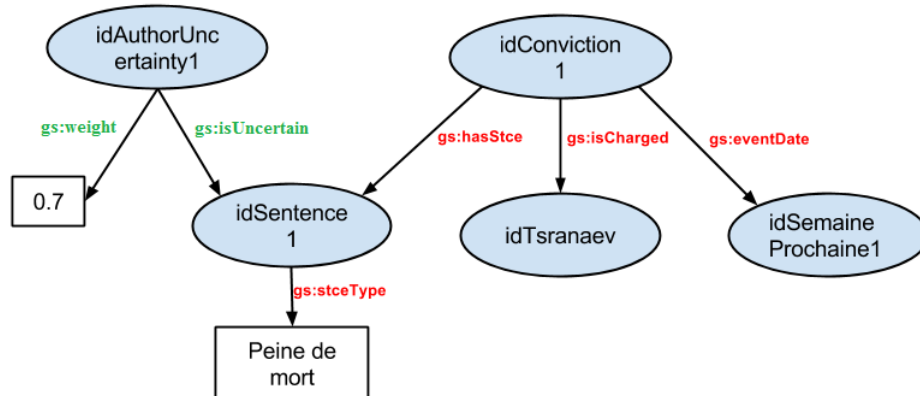 idAuthorUnc
ertainty1
idConviction
1
gs:weight
gs:isUncertain
gs:hasStce
gs:isCharged
gs:eventDate
0.7
idSentence
1
idTsranaev
idSemaine
Prochaine1
gs:stceType
Peine de
mort